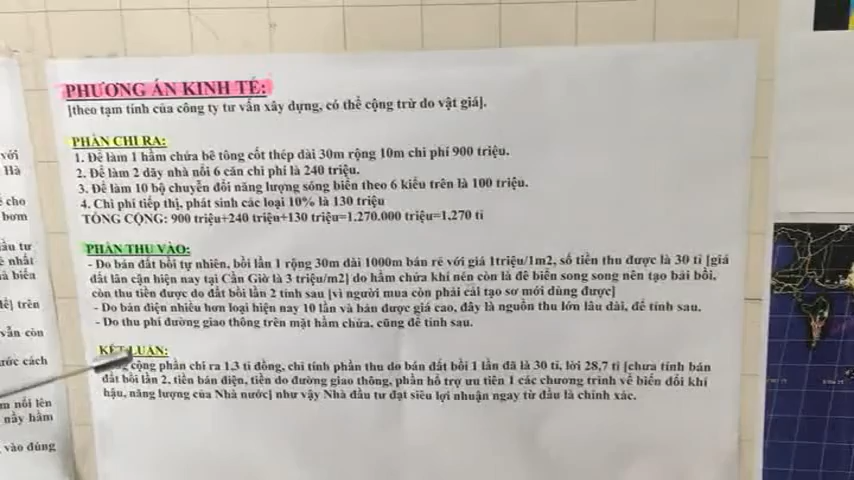 PHƯƠNG ÁN KINH TẾ:
[theo tạm tính của công ty tư vấn xây dựng, có thể cộng trừ do vật giá].
PHẦN CHI RA:
1. Để làm 1 hầm chứa bê tông cốt thép dài 30m rộng 10m chi phí 900 triệu.
2. Để làm 2 dãy nhà nổi 6 căn chi phí là 240 triệu.
3. Để làm 10 bộ chuyển đổi năng lượng sóng biển theo 6 kiểu trên là 100 triệu.
4. Chi phí tiếp thị, phát sinh các loại 10% là 130 triệu
TỔNG CỘNG: 900 triệu+240 triệu+130 triệu=1.270.000 triệu=1.270 tỉ
PHẦN THU VÀO:
- Do bán đất bồi tự nhiên, bồi lần 1 rộng 30m dài 1000m bán rẻ với giá 1triệu/1m2, số tiền thu được là 30 tỉ [giá
đất lân cận hiện nay tại Cần Giờ là 3 triệu/m2] do hầm chứa khí nén còn là đê biển song song nên tạo bãi bồi,
còn thu tiền được do đất bồi lần 2 tính sau [vì người mua còn phải cải tạo sơ mới dùng được]
- Do bán điện nhiều hơn loại hiện nay 10 lần và bán được giá cao, đây là nguồn thu lớn lâu dài, để tính sau.
- Do thu phí đường giao thông trên mặt hầm chứa, cũng để tính sau.
KẾT LUẬN:
cộng phần chi ra 1,3 tỉ đồng, chỉ tính phần thu do bán đất bồi 1 lần đã là 30 tỉ, lời 28,7 tỉ [chưa tính bán
đất bồi lần 2, tiền bán điện, tiền do đường giao thông, phần hỗ trợ ưu tiên 1 các chương trình về biến đổi khí
hậu, năng lượng của Nhà nước] như vậy Nhà đầu tư đạt siêu lợi nhuận ngay từ đầu là chính xác.
với
Hà
cho
bơm
đầu tư
nhất
biển
trên
vẫn còn
cách
nổi lên
này hầm
vào đúng